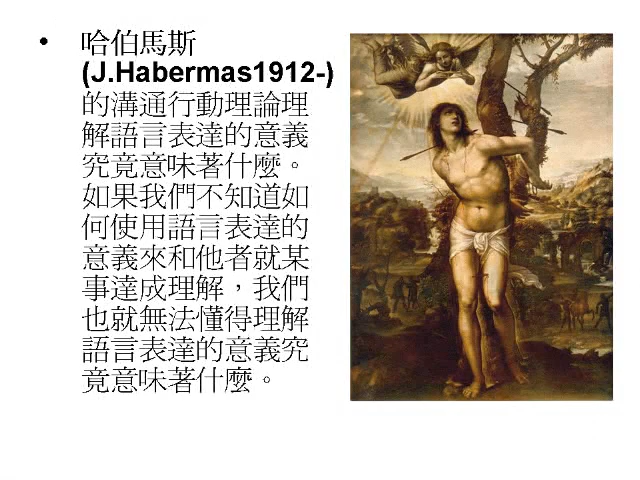 • 哈伯馬斯
(J.Habermas1912-)
的溝通行動理論理
解語言表達的意義
究竟意味著什麼。
如果我們不知道如
何使用語言表達的
意義來和他者就某
事達成理解，我們
也就無法懂得理解
語言表達的意義究
竟意味著什麼。